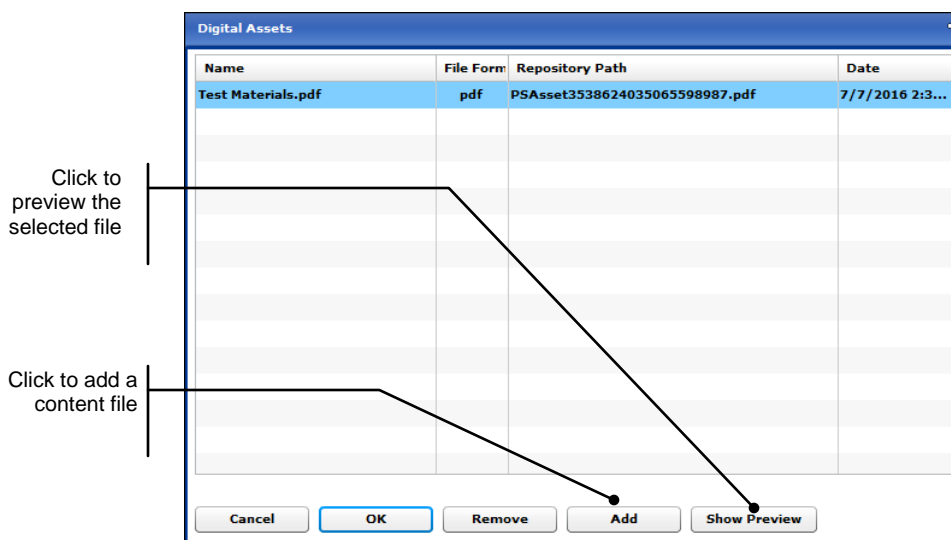 Digital Assets
Name File Form Repository Path Date
Test Materials.pdf pdf PSAsset3538624035065598987.pdf 7/7/2016 2:3...
Click to
preview the
selected file
Click to add a
content file
Cancel OK Remove Add Show Preview